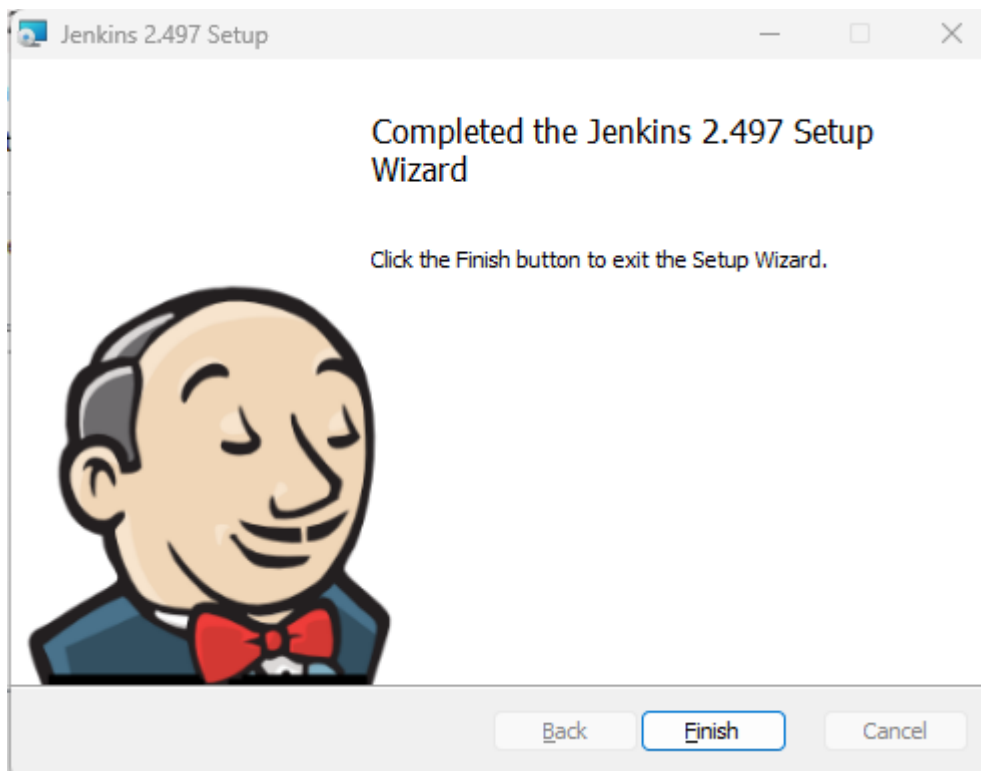 Jenkins 2.497 Setup
Completed the Jenkins 2.497 Setup
Wizard
Click the Finish button to exit the Setup Wizard.
Back
Finish
Cancel